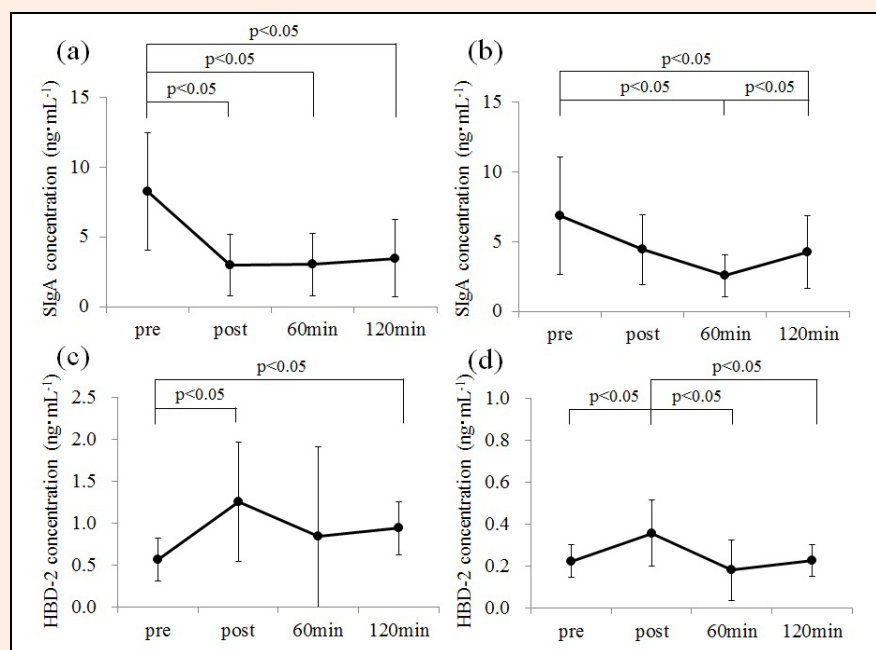 (a)
p<0.05
p<0.05
p<0.05
SIgA concentration (ng·mL⁻¹)
15
10
5
0
pre post 60min 120min
(b)
p<0.05
p<0.05 p<0.05
SIgA concentration (ng·mL⁻¹)
15
10
5
0
pre post 60min 120min
(c)
p<0.05
p<0.05
HBD-2 concentration (ng·mL⁻¹)
2.5
2.0
1.5
1.0
0.5
0.0
pre post 60min 120min
(d)
p<0.05
p<0.05 p<0.05
HBD-2 concentration (ng·mL⁻¹)
1.0
0.8
0.6
0.4
0.2
0.0
pre post 60min 120min